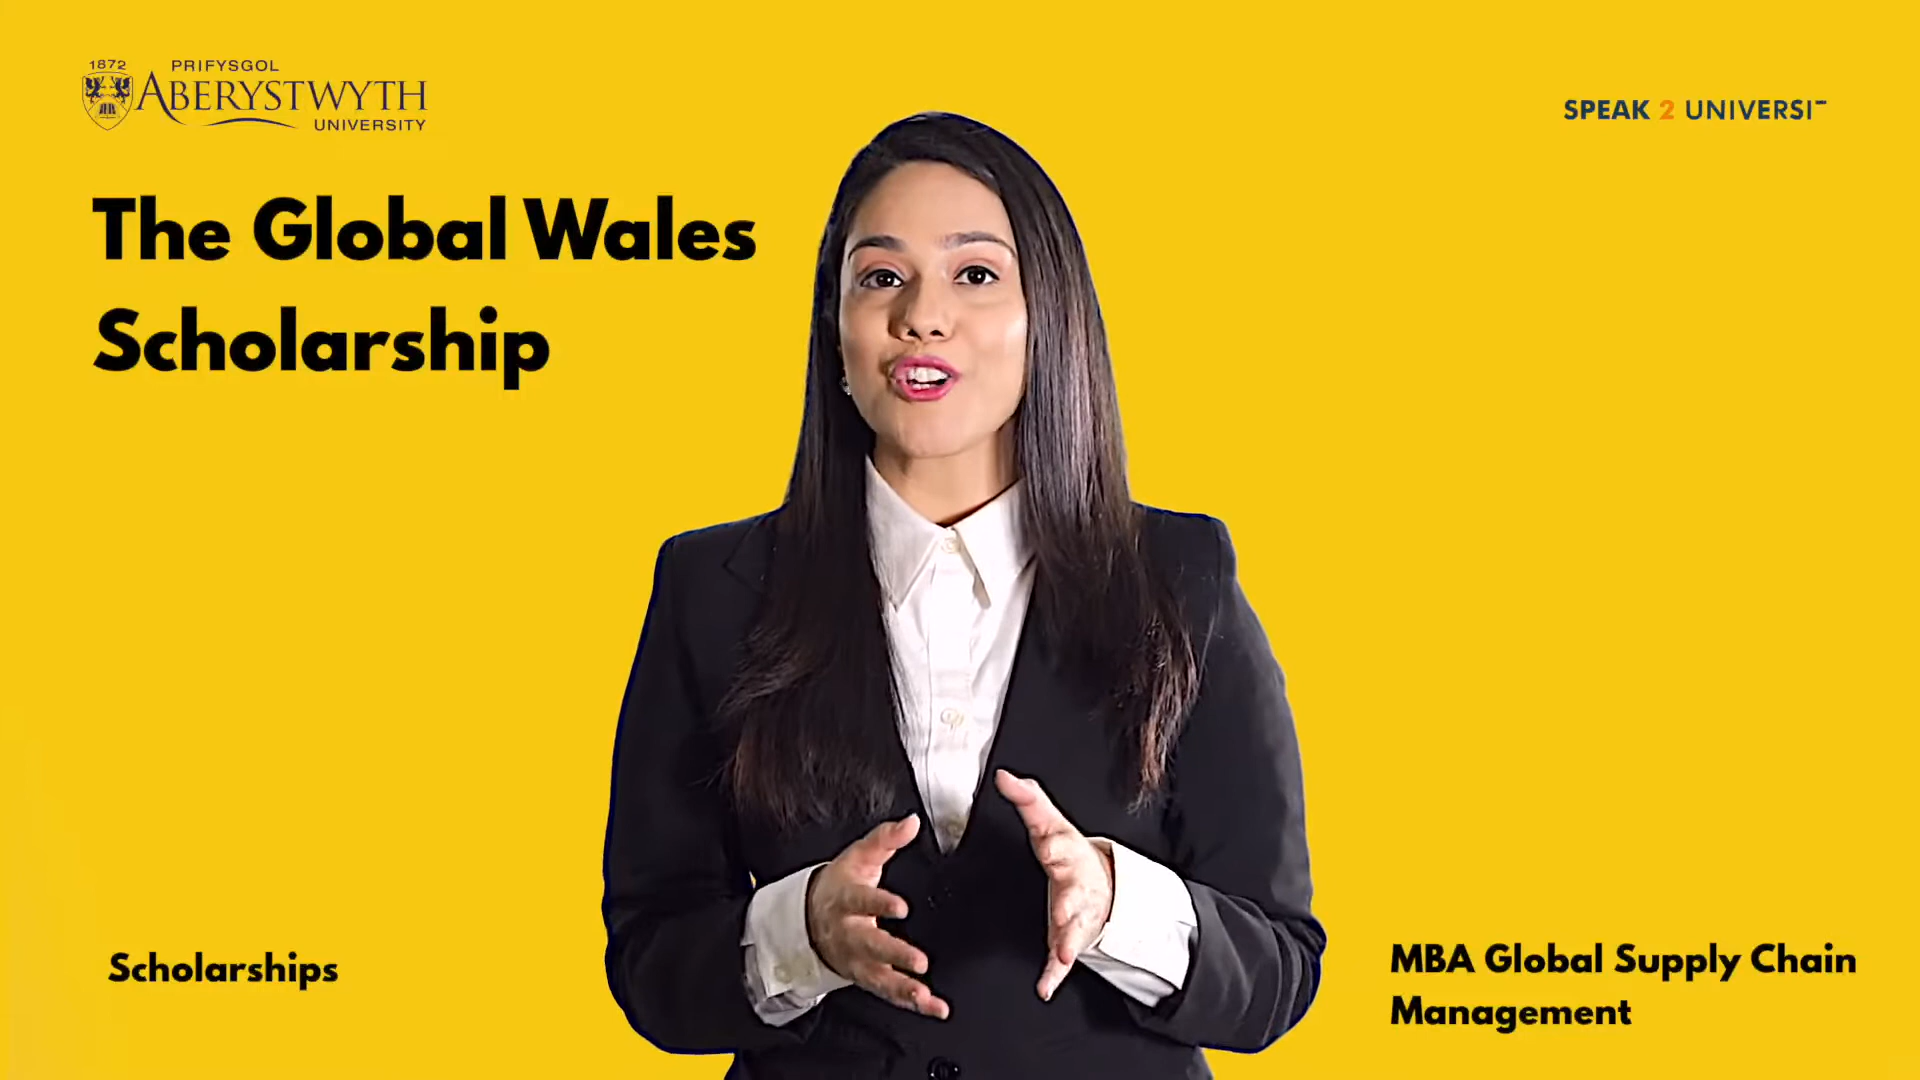 1872
PRIFYSGOL
ABERYSTWYTH
UNIVERSITY
SPEAK 2 UNIVERSI
The Global Wales
Scholarship
Scholarships
MBA Global Supply Chain
Management